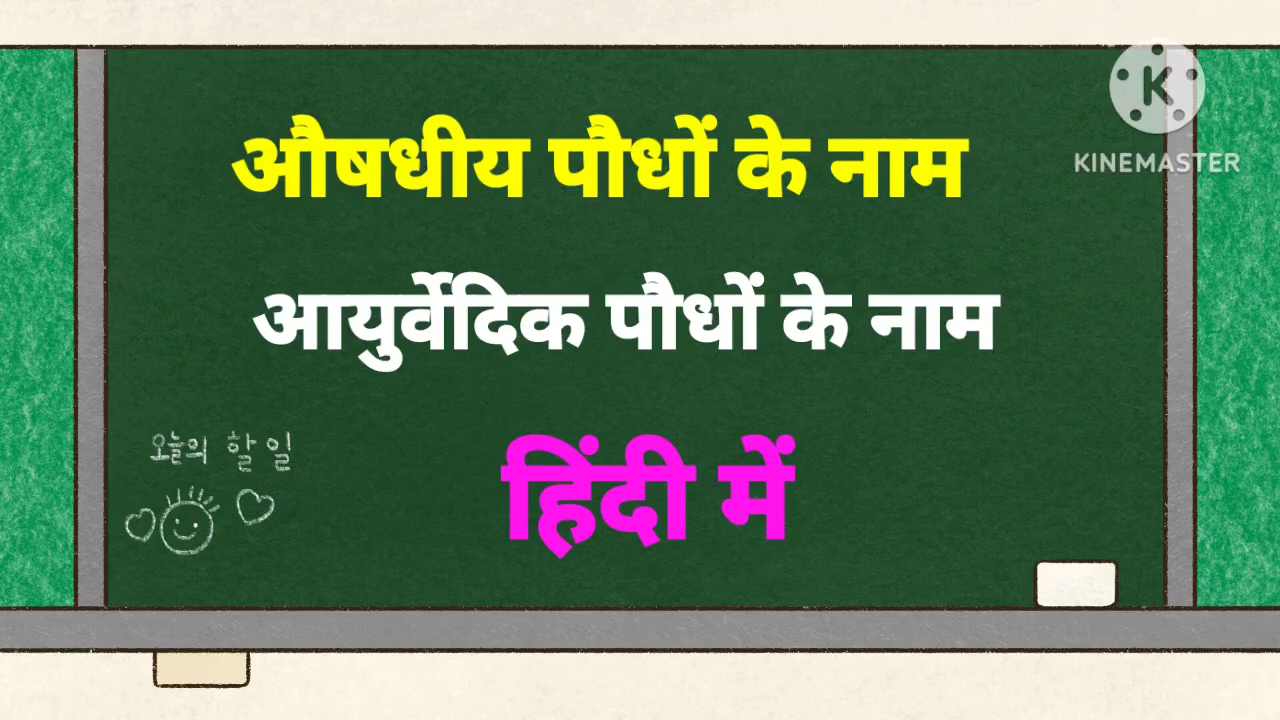 औषधीय पौधों के नाम
KINEMASTER
आयुर्वेदिक पौधों के नाम
오늘의 할 일
हिंदी में